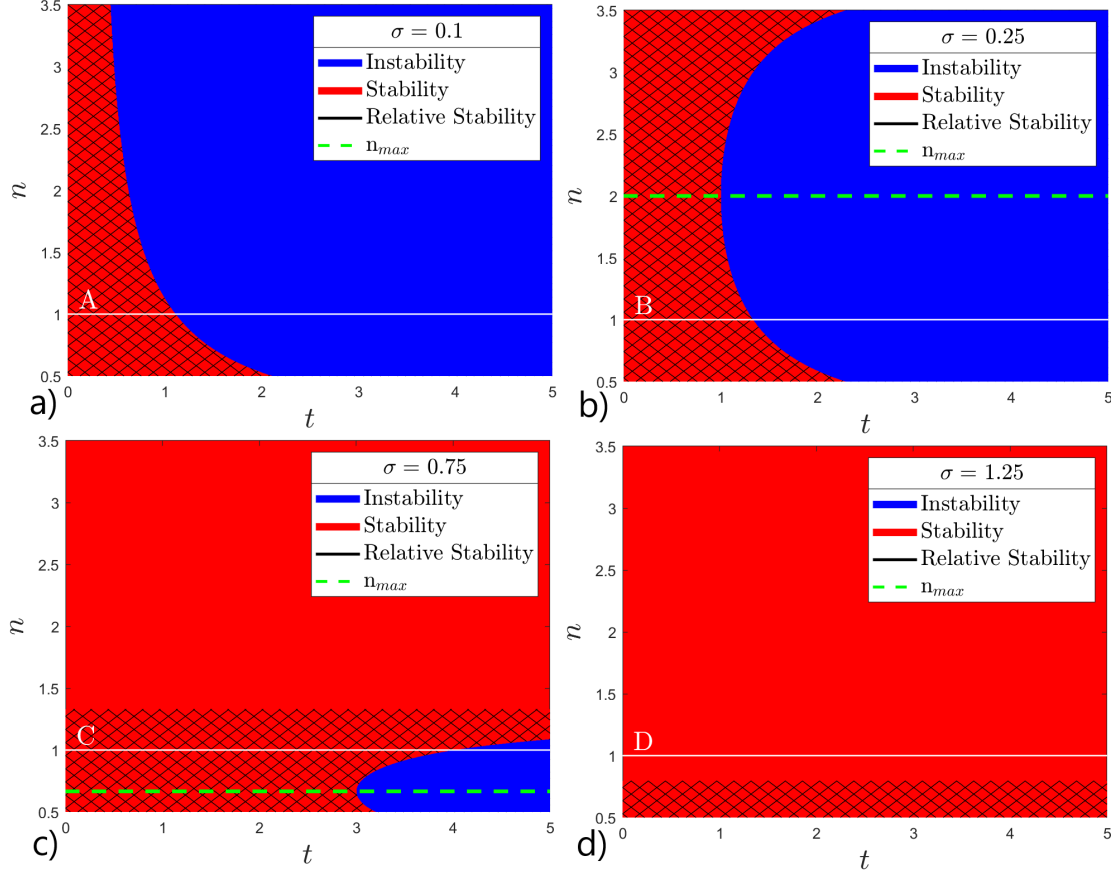 σ = 0.1
Instability
Stability
Relative Stability
n_max
3.5
3
2.5
2
1.5
1
0.5
n
A
0 1 2 3 4 5
t
a)
σ = 0.25
Instability
Stability
Relative Stability
n_max
3.5
3
2.5
2
1.5
1
0.5
n
B
0 1 2 3 4 5
t
b)
σ = 0.75
Instability
Stability
Relative Stability
n_max
3.5
3
2.5
2
1.5
1
0.5
n
C
0 1 2 3 4 5
t
c)
σ = 1.25
Instability
Stability
Relative Stability
n_max
3.5
3
2.5
2
1.5
1
0.5
n
D
0 1 2 3 4 5
t
d)